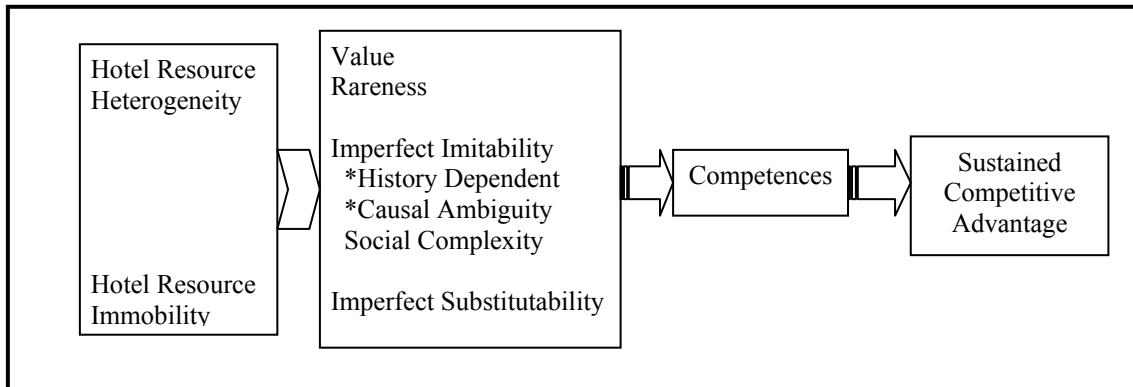 Hotel Resource
Heterogeneity
Hotel Resource
Immobility
Value
Rareness
Imperfect Imitability
*History Dependent
*Causal Ambiguity
Social Complexity
Imperfect Substitutability
Competences
Sustained
Competitive
Advantage